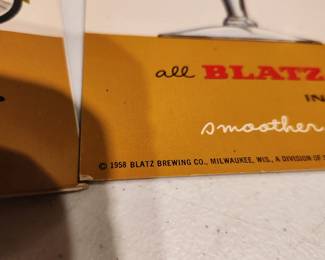 all BLATZ
IN
smoother
© 1958 BLATZ BREWING CO., MILWAUKEE, WIS., A DIVISION OF